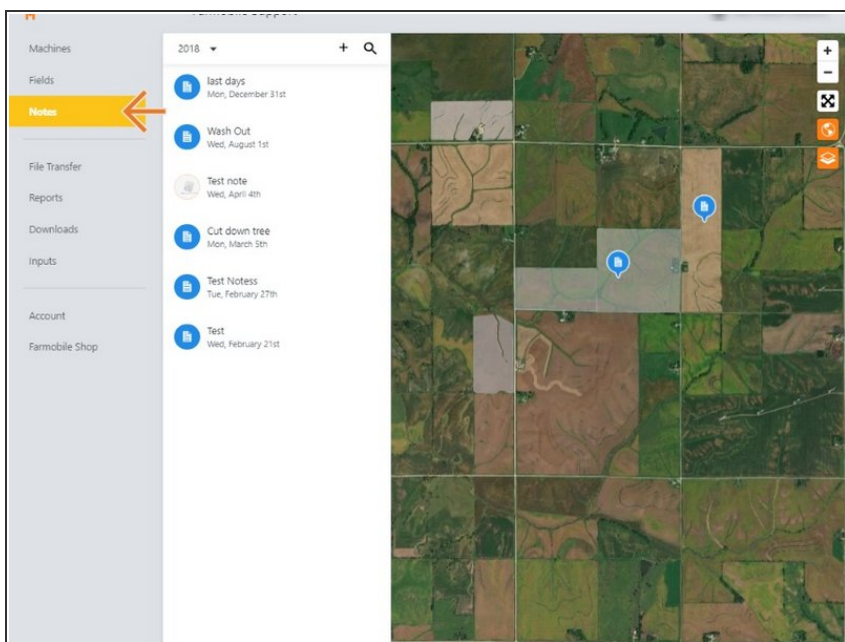 Farmobile Support
Machines
Fields
Notes
File Transfer
Reports
Downloads
Inputs
Account
Farmobile Shop
2018
+
last days
Mon, December 31st
Wash Out
Wed, August 1st
Test note
Wed, April 4th
Cut down tree
Mon, March 5th
Test Notess
Tue, February 27th
Test
Wed, February 21st
+
−